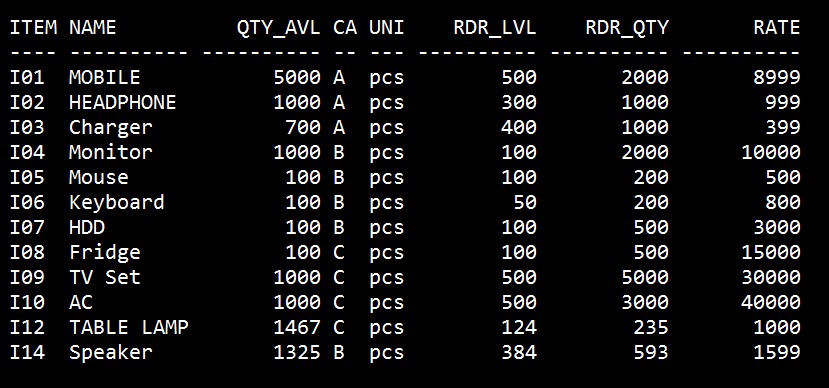 ITEM NAME QTY_AVL CA UNI RDR_LVL RDR_QTY RATE
---- ---------- ---------- -- --- ---------- ---------- ----------
I01 MOBILE 5000 A pcs 500 2000 8999
I02 HEADPHONE 1000 A pcs 300 1000 999
I03 Charger 700 A pcs 400 1000 399
I04 Monitor 1000 B pcs 100 2000 10000
I05 Mouse 100 B pcs 100 200 500
I06 Keyboard 100 B pcs 50 200 800
I07 HDD 100 B pcs 100 500 3000
I08 Fridge 100 C pcs 100 500 15000
I09 TV Set 1000 C pcs 500 5000 30000
I10 AC 1000 C pcs 500 3000 40000
I12 TABLE LAMP 1467 C pcs 124 235 1000
I14 Speaker 1325 B pcs 384 593 1599